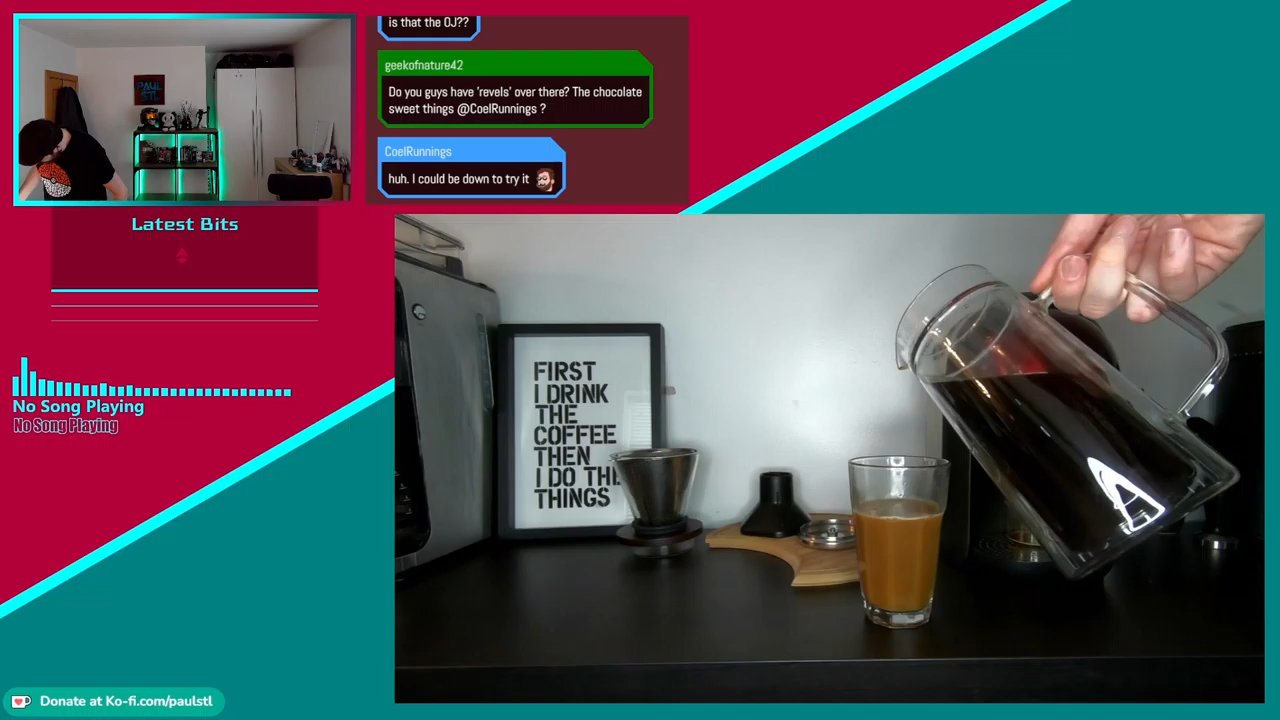 is that the OJ??
geekofnature42
Do you guys have 'revels' over there? The chocolate
sweet things @CoelRunnings ?
CoelRunnings
huh. I could be down to try it
PAUL
STL
Latest Bits
No Song Playing
No Song Playing
FIRST
I DRINK
THE
COFFEE
THEN
I DO THE
THINGS
Donate at Ko-fi.com/paulstl